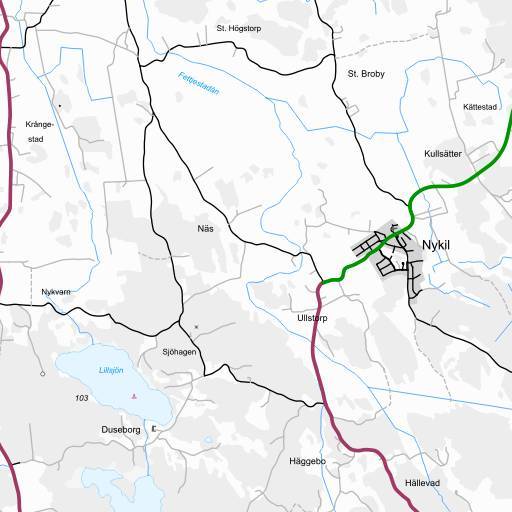 St. Högstorp
St. Broby
Fettjestadån
Kättestad
Krånge-
stad
Kullsätter
Näs
Nykil
Nykvarn
Ullstorp
Sjöhagen
Lillsjön
103
Duseborg
Häggebo
Hällevad